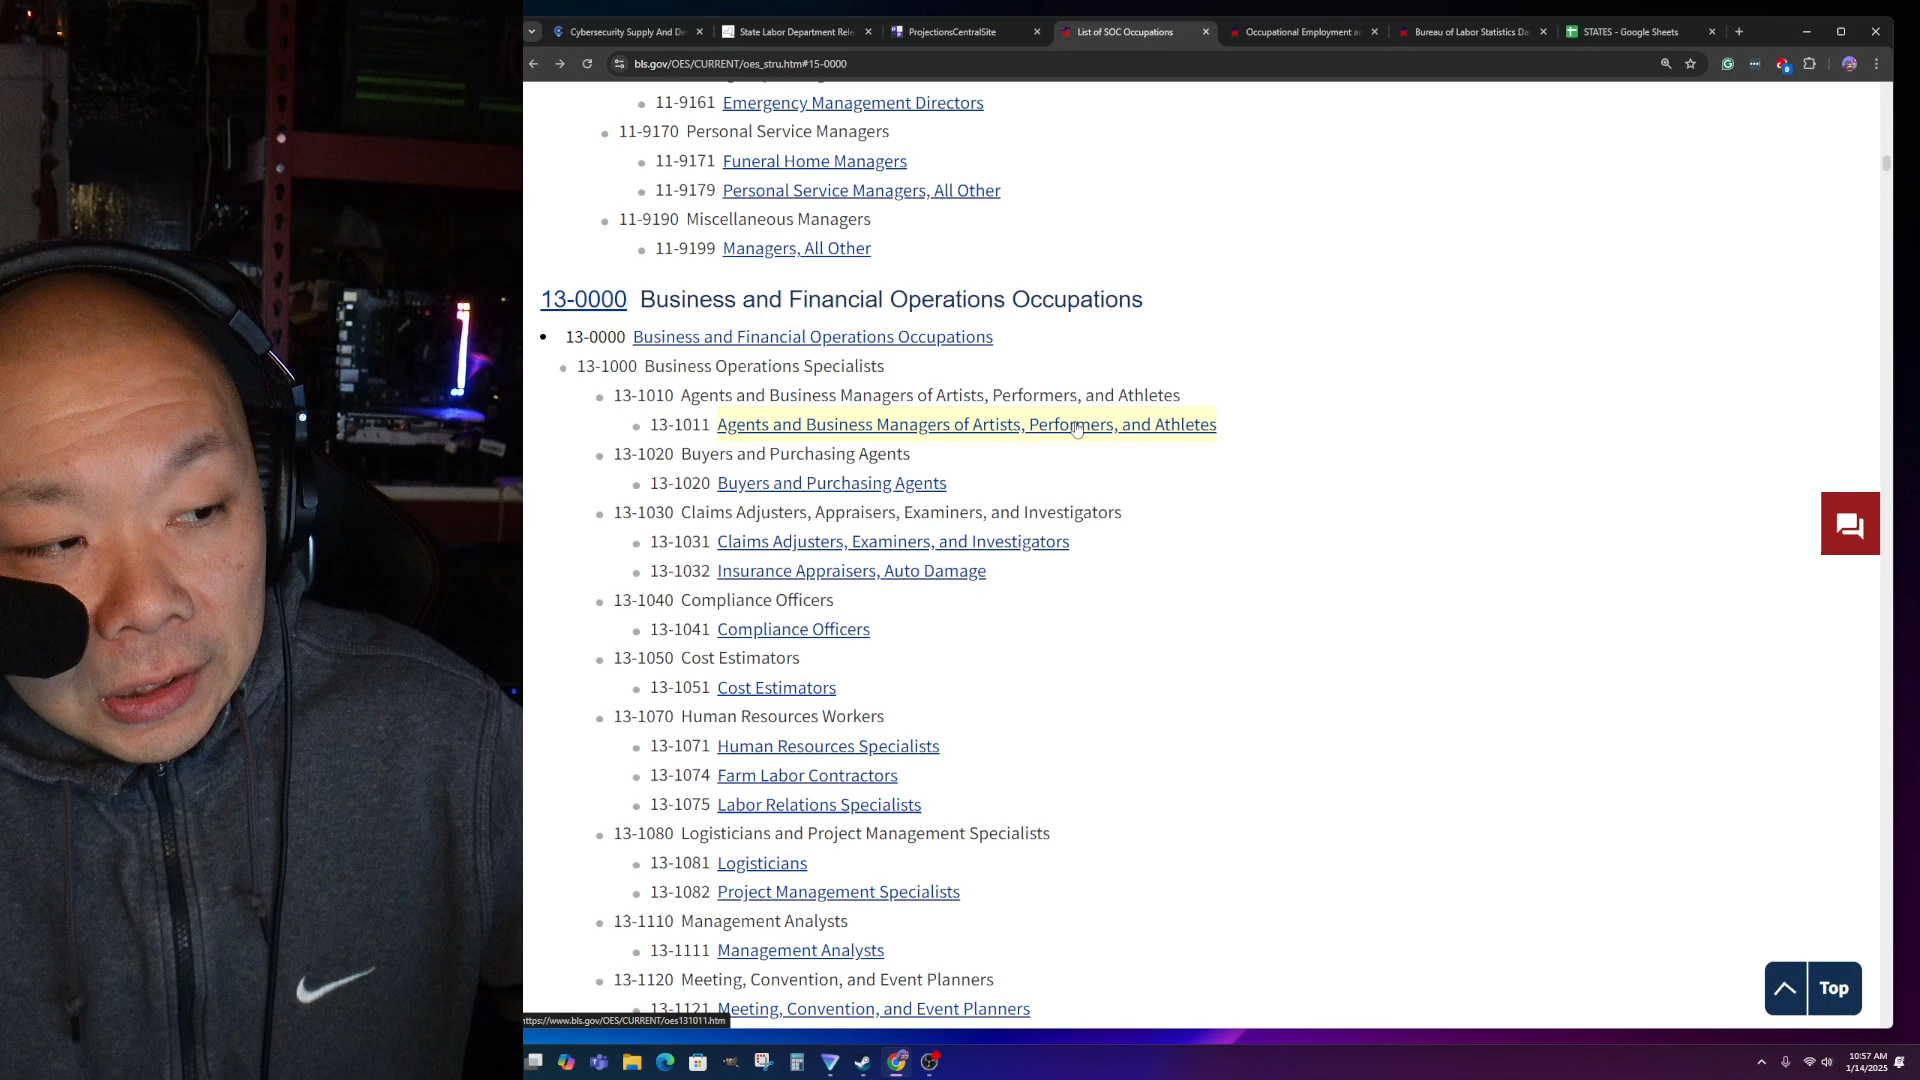 Cybersecurity Supply And De
State Labor Department Rele
ProjectionsCentralSite
List of SOC Occupations
Occupational Employment a
Bureau of Labor Statistics Da
STATES - Google Sheets
bls.gov/OES/CURRENT/oes_stru.htm#15-0000
11-9161 Emergency Management Directors
11-9170 Personal Service Managers
11-9171 Funeral Home Managers
11-9179 Personal Service Managers, All Other
11-9190 Miscellaneous Managers
11-9199 Managers, All Other
13-0000 Business and Financial Operations Occupations
13-0000 Business and Financial Operations Occupations
13-1000 Business Operations Specialists
13-1010 Agents and Business Managers of Artists, Performers, and Athletes
13-1011 Agents and Business Managers of Artists, Performers, and Athletes
13-1020 Buyers and Purchasing Agents
13-1020 Buyers and Purchasing Agents
13-1030 Claims Adjusters, Appraisers, Examiners, and Investigators
13-1031 Claims Adjusters, Examiners, and Investigators
13-1032 Insurance Appraisers, Auto Damage
13-1040 Compliance Officers
13-1041 Compliance Officers
13-1050 Cost Estimators
13-1051 Cost Estimators
13-1070 Human Resources Workers
13-1071 Human Resources Specialists
13-1074 Farm Labor Contractors
13-1075 Labor Relations Specialists
13-1080 Logisticians and Project Management Specialists
13-1081 Logisticians
13-1082 Project Management Specialists
13-1110 Management Analysts
13-1111 Management Analysts
13-1120 Meeting, Convention, and Event Planners
13-1121 Meeting, Convention, and Event Planners
Top
https://www.bls.gov/OES/CURRENT/oes131011.htm
10:57 AM
1/14/2025